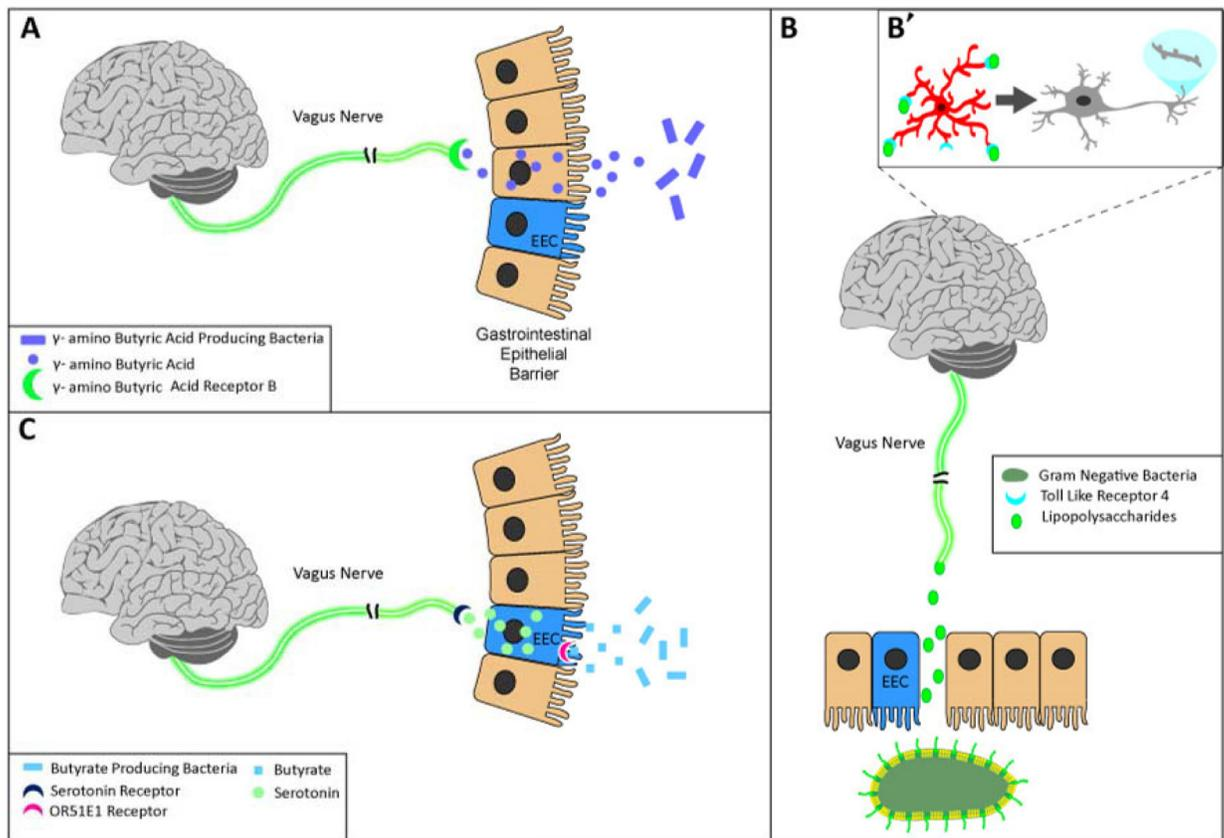 A
Vagus Nerve
EEC
Gastrointestinal
Epithelial
Barrier
γ- amino Butyric Acid Producing Bacteria
γ- amino Butyric Acid
γ- amino Butyric Acid Receptor B
B
B′
Vagus Nerve
Gram Negative Bacteria
Toll Like Receptor 4
Lipopolysaccharides
EEC
C
Vagus Nerve
EEC
Butyrate Producing Bacteria
Butyrate
Serotonin Receptor
Serotonin
OR51E1 Receptor